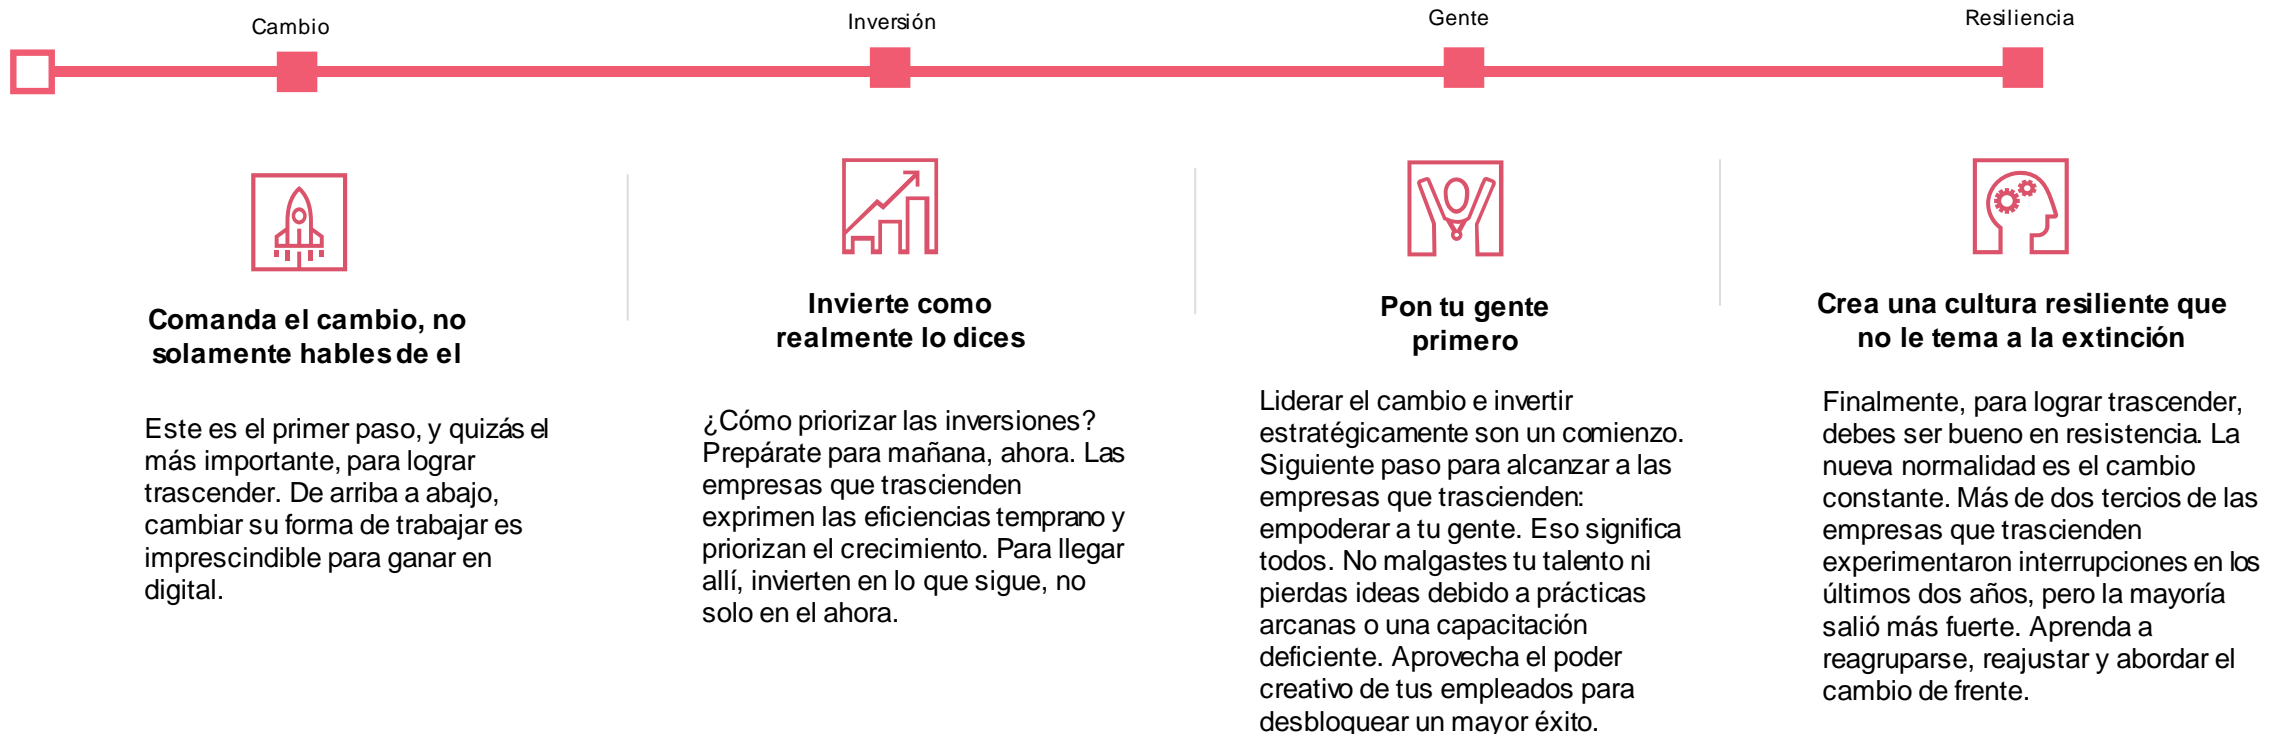 Cambio
Inversión
Gente
Resiliencia
Comanda el cambio, no
solamente hables de el
Este es el primer paso, y quizás el
más importante, para lograr
trascender. De arriba a abajo,
cambiar su forma de trabajar es
imprescindible para ganar en
digital.
Invierte como
realmente lo dices
¿Cómo priorizar las inversiones?
Prepárate para mañana, ahora. Las
empresas que trascienden
exprimen las eficiencias temprano y
priorizan el crecimiento. Para llegar
allí, invierten en lo que sigue, no
solo en el ahora.
Pon tu gente
primero
Liderar el cambio e invertir
estratégicamente son un comienzo.
Siguiente paso para alcanzar a las
empresas que trascienden:
empoderar a tu gente. Eso significa
todos. No malgastes tu talento ni
pierdas ideas debido a prácticas
arcanas o una capacitación
deficiente. Aprovecha el poder
creativo de tus empleados para
desbloquear un mayor éxito.
Crea una cultura resiliente que
no le tema a la extinción
Finalmente, para lograr trascender,
debes ser bueno en resistencia. La
nueva normalidad es el cambio
constante. Más de dos tercios de las
empresas que trascienden
experimentaron interrupciones en los
últimos dos años, pero la mayoría
salió más fuerte. Aprenda a
reagruparse, reajustar y abordar el
cambio de frente.